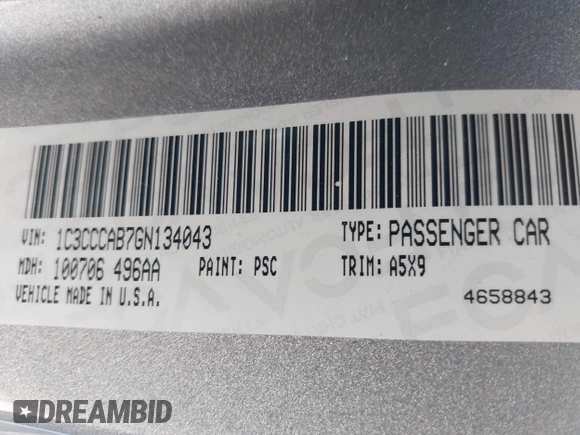 VIN: 1C3CCCAB7GN134043 TYPE: PASSENGER CAR
MDH: 100706 496AA PAINT: PSC TRIM: A5X9
VEHICLE MADE IN U.S.A. 4658843
DREAMBID